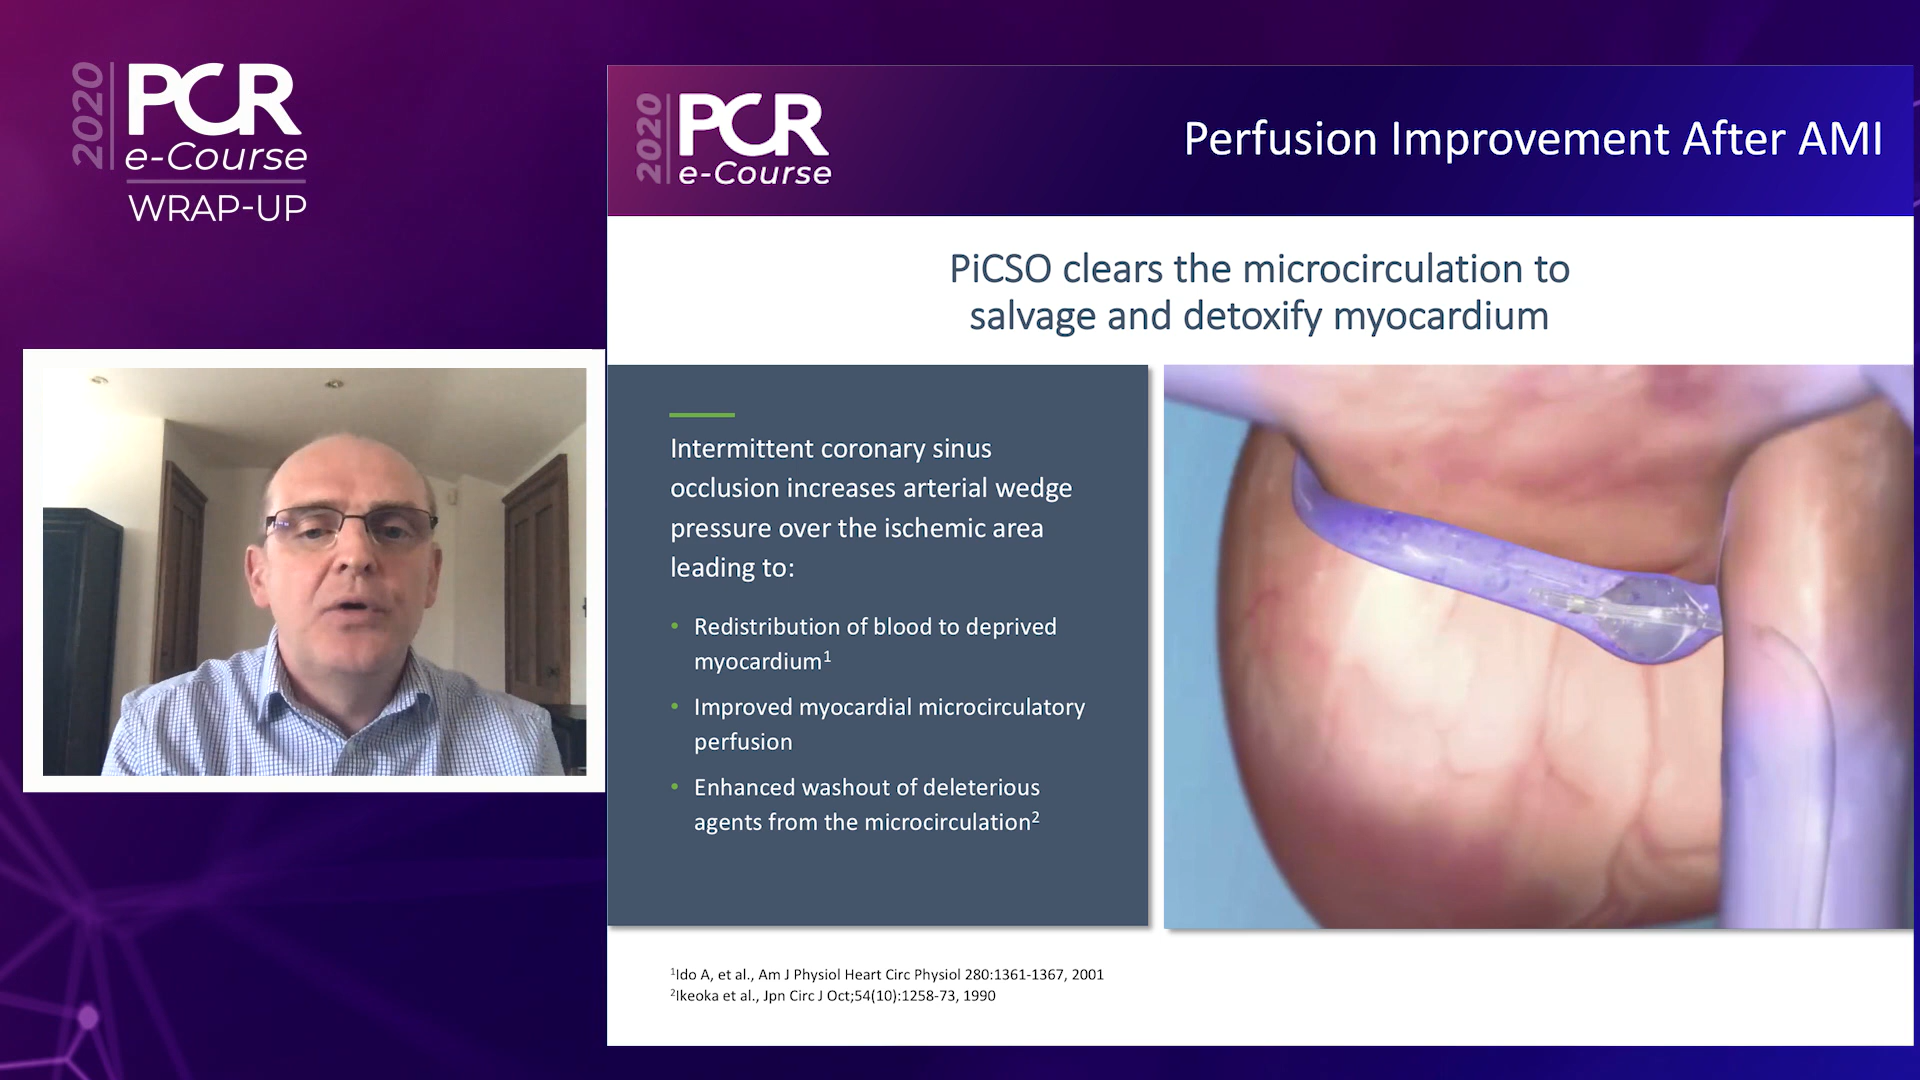 2020
PCR
e-Course
WRAP-UP
2020
PCR
e-Course
Perfusion Improvement After AMI
PiCSO clears the microcirculation to
salvage and detoxify myocardium
Intermittent coronary sinus
occlusion increases arterial wedge
pressure over the ischemic area
leading to:
• Redistribution of blood to deprived
myocardium¹
• Improved myocardial microcirculatory
perfusion
• Enhanced washout of deleterious
agents from the microcirculation²
¹Ido A, et al., Am J Physiol Heart Circ Physiol 280:1361-1367, 2001
²Ikeoka et al., Jpn Circ J Oct;54(10):1258-73, 1990